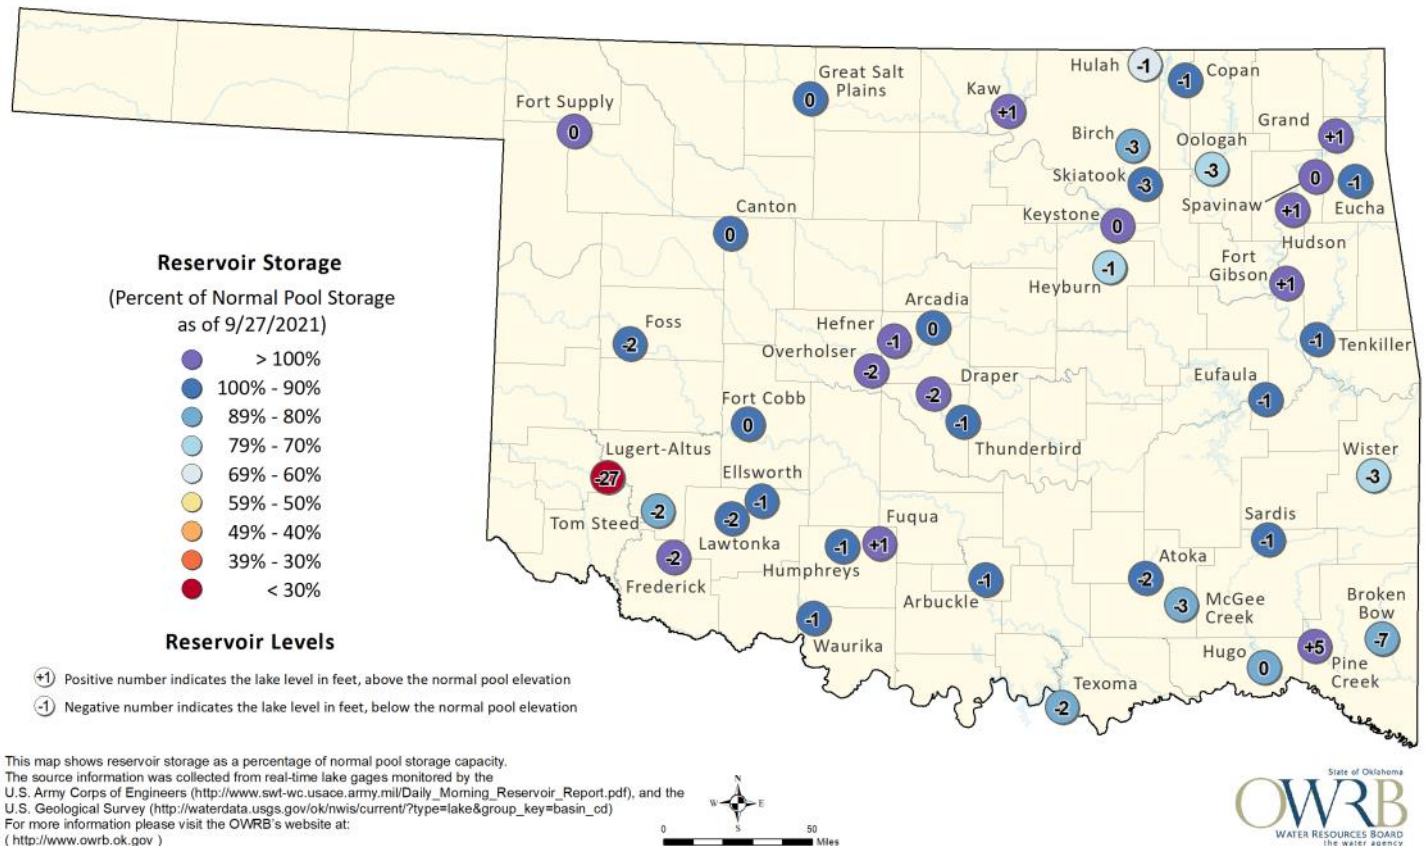 Hulah
-1
-1
Copan
Great Salt
Plains
0
Kaw
+1
Fort Supply
0
Grand
+1
Birch
-3
Oologah
-3
Skiatook
-3
Spavinaw
0
-1
Eucha
+1
Hudson
Keystone
0
Canton
0
Heyburn
-1
Fort
Gibson
+1
Arcadia
0
Hefner
-1
Overholser
-2
Foss
-2
-1
Tenkiller
Draper
-2
Eufaula
-1
Fort Cobb
0
-1
Thunderbird
Lugert-Altus
-27
Wister
-3
Ellsworth
-1
Tom Steed
-2
-2
Lawtonka
Sardis
-1
Fuqua
+1
-1
Humphreys
-2
Frederick
Atoka
-2
-1
Arbuckle
-3
McGee
Creek
Broken
Bow
-7
-1
Waurika
Hugo
0
+5
Pine
Creek
Texoma
-2
Reservoir Storage
(Percent of Normal Pool Storage
as of 9/27/2021)
> 100%
100% - 90%
89% - 80%
79% - 70%
69% - 60%
59% - 50%
49% - 40%
39% - 30%
< 30%
Reservoir Levels
+1 Positive number indicates the lake level in feet, above the normal pool elevation
-1 Negative number indicates the lake level in feet, below the normal pool elevation
This map shows reservoir storage as a percentage of normal pool storage capacity.
The source information was collected from real-time lake gages monitored by the
U.S. Army Corps of Engineers (http://www.swt-wc.usace.army.mil/Daily_Morning_Reservoir_Report.pdf), and the
U.S. Geological Survey (http://waterdata.usgs.gov/ok/nwis/current/?type=lake&group_key=basin_cd)
For more information please visit the OWRB's website at:
( http://www.owrb.ok.gov )
N
W E
S
0 50
Miles
State of Oklahoma
OWRB
WATER RESOURCES BOARD
the water agency